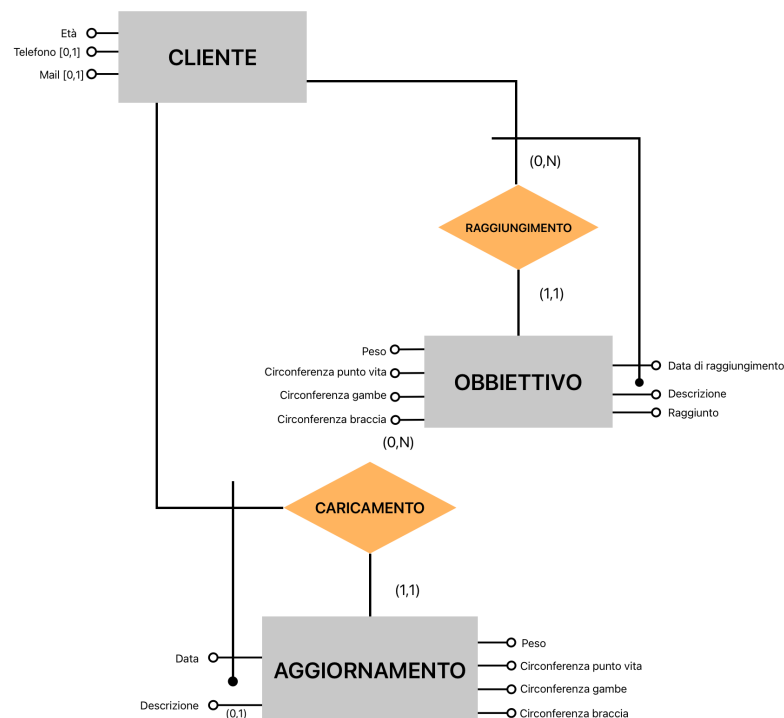 Età
Telefono [0,1]
Mail [0,1]
CLIENTE
(0,N)
RAGGIUNGIMENTO
(1,1)
Peso
Circonferenza punto vita
Circonferenza gambe
Circonferenza braccia
OBBIETTIVO
Data di raggiungimento
Descrizione
Raggiunto
(0,N)
CARICAMENTO
(1,1)
Data
Descrizione
(0,1)
AGGIORNAMENTO
Peso
Circonferenza punto vita
Circonferenza gambe
Circonferenza braccia